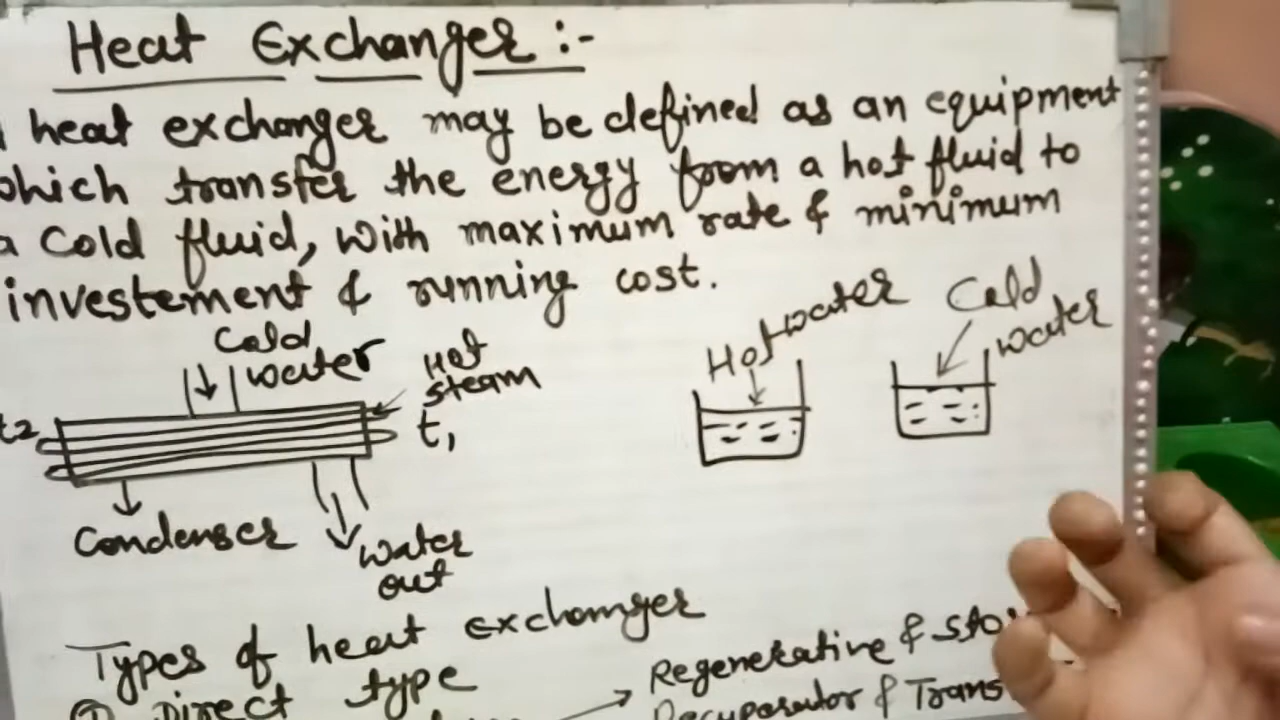 Heat Exchanger :-
heat exchanger may be defined as an equipment
which transfer the energy from a hot fluid to
a cold fluid, with maximum rate & minimum
investement & running cost.
Cold
water
Hot
steam
t2
t1
Condenser
water
out
Hot water
Cold
water
Types of heat exchanger
① Direct type
Regenerative & Sto
Recuperator & Trans